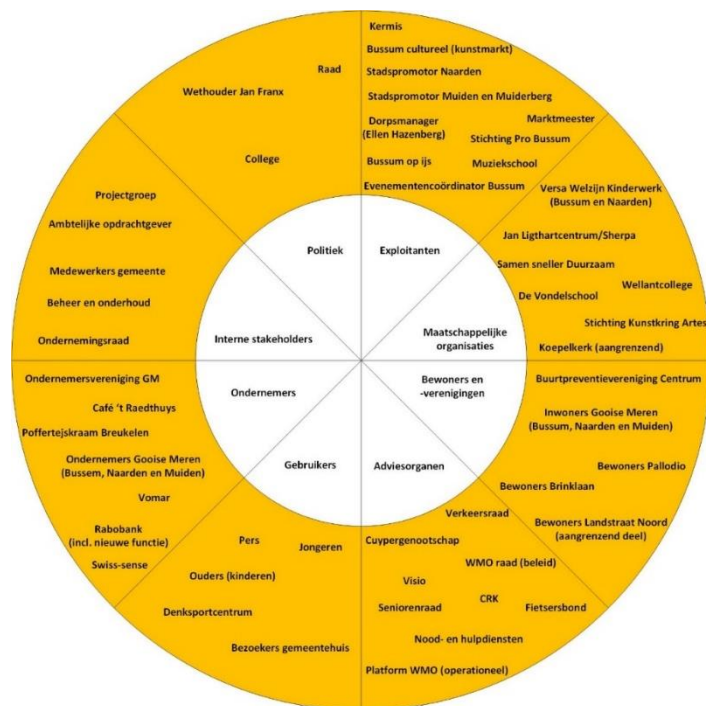 Kermis
Bussum cultureel (kunstmarkt)
Stadspromotor Naarden
Stadspromotor Muiden en Muiderberg
Dorpsmanager
(Ellen Hazenberg)
Marktmeester
Stichting Pro Bussum
Bussum op ijs
Muziekschool
Evenementencoördinator Bussum
Raad
Wethouder Jan Franx
College
Politiek
Exploitanten
Versa Welzijn Kinderwerk
(Bussum en Naarden)
Jan Ligthartcentrum/Sherpa
Samen sneller Duurzaam
Wellantcollege
De Vondelschool
Stichting Kunstkring Artes
Koepelkerk (aangrenzend)
Maatschappelijke
organisaties
Projectgroep
Ambtelijke opdrachtgever
Medewerkers gemeente
Beheer en onderhoud
Ondernemingsraad
Interne stakeholders
Ondernemers
Bewoners en
-verenigingen
Ondernemersvereniging GM
Café ‘t Raedthuys
Poffertejskraam Breukelen
Ondernemers Gooise Meren
(Bussem, Naarden en Muiden)
Vomar
Rabobank
(incl. nieuwe functie)
Swiss-sense
Buurtpreventievereniging Centrum
Inwoners Gooise Meren
(Bussum, Naarden en Muiden)
Bewoners Pallodio
Bewoners Brinklaan
Bewoners Landstraat Noord
(aangrenzend deel)
Gebruikers
Adviesorganen
Pers
Jongeren
Ouders (kinderen)
Denksportcentrum
Bezoekers gemeentehuis
Verkeersraad
Cuypergenootschap
WMO raad (beleid)
Visio
CRK
Seniorenraad
Fietsersbond
Nood- en hulpdiensten
Platform WMO (operationeel)